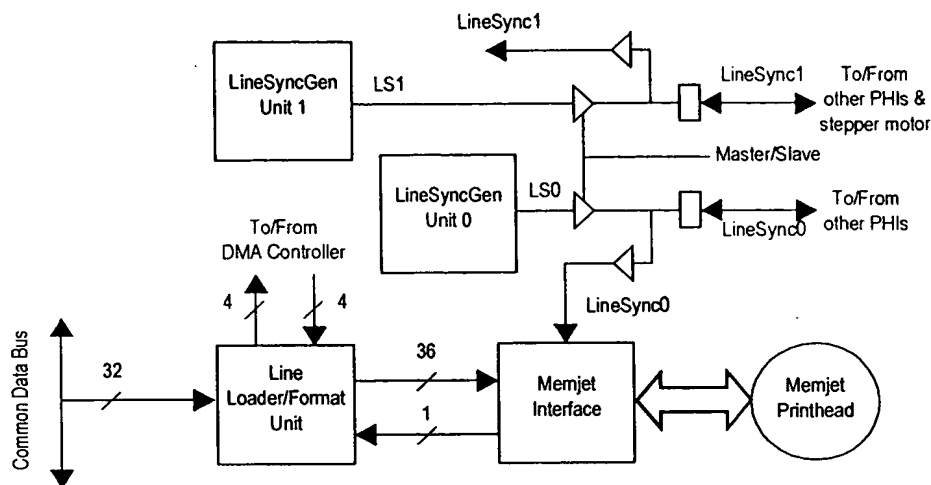 LineSync1
LineSyncGen
Unit 1
LS1
LineSync1
To/From
other PHIs &
stepper motor
Master/Slave
LineSyncGen
Unit 0
LS0
To/From
other PHIs
LineSync0
To/From
DMA Controller
4
4
LineSync0
Common Data Bus
32
Line
Loader/Format
Unit
36
1
Memjet
Interface
Memjet
Printhead